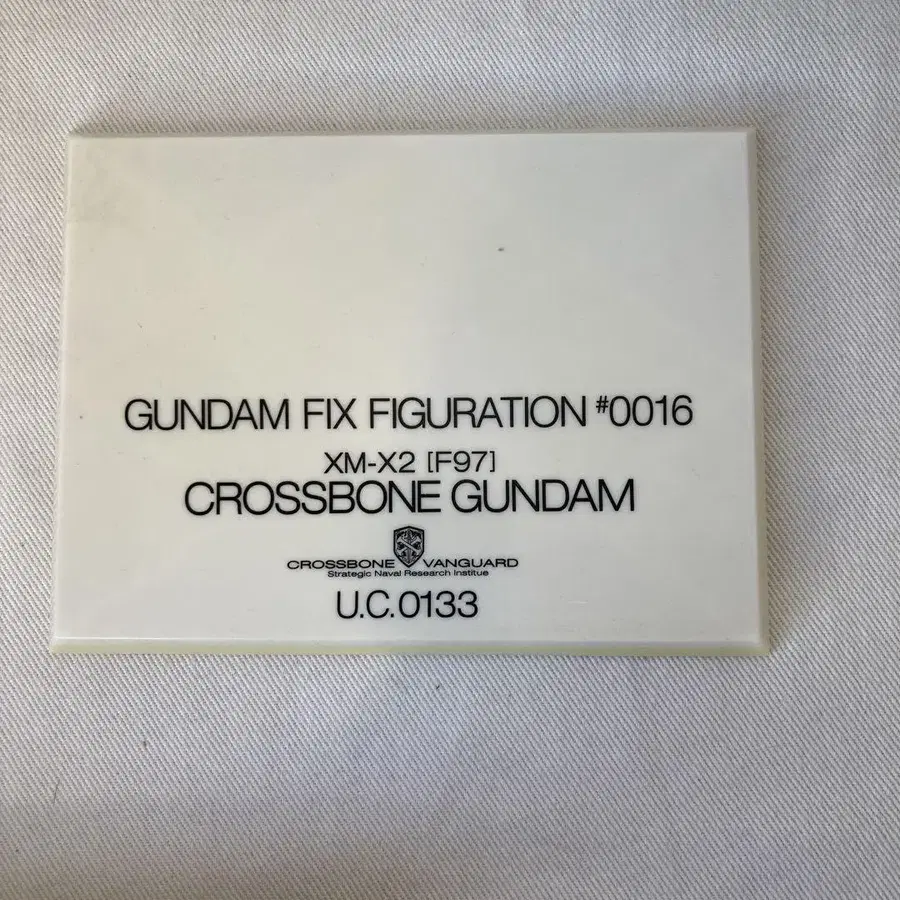 GUNDAM FIX FIGURATION #0016
XM-X2 [F97]
CROSSBONE GUNDAM
CROSSBONE VANGUARD
Strategic Naval Research Institue
U.C.0133